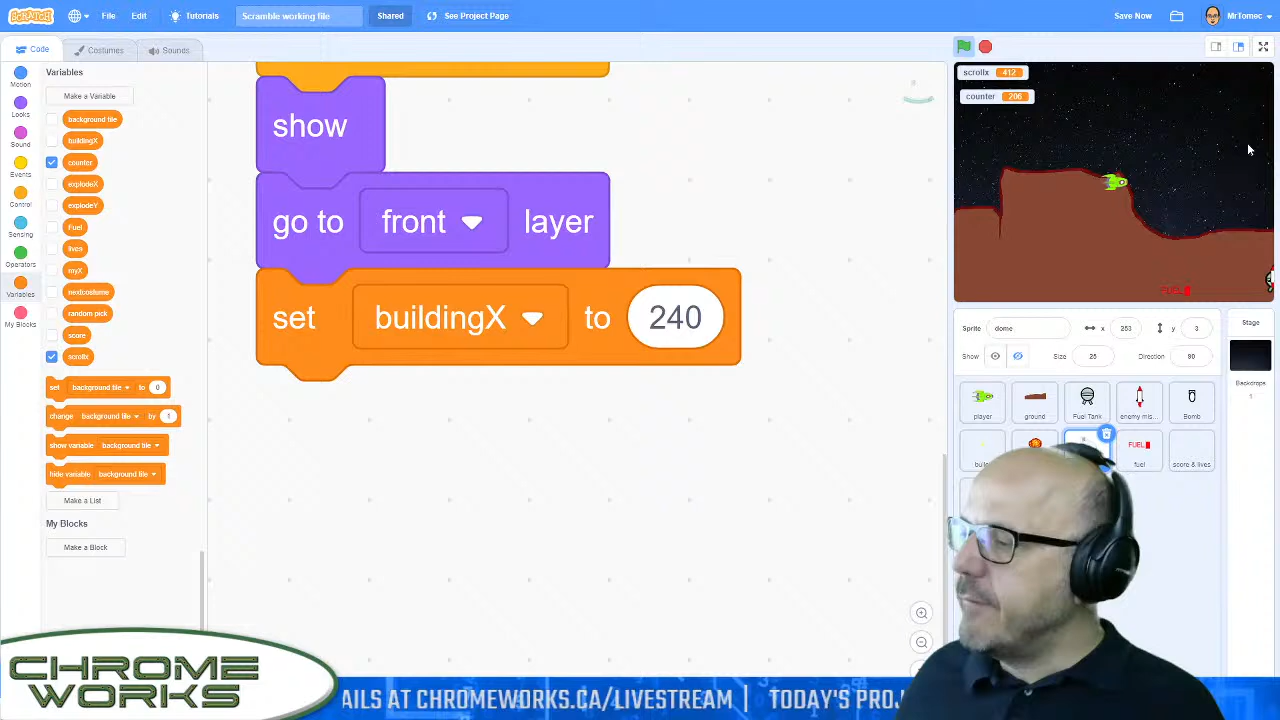 SCRATCH File Edit Tutorials Scramble working file Shared See Project Page Save Now MrTomec
Code Costumes Sounds
Motion
Looks
Sound
Events
Control
Sensing
Operators
Variables
My Blocks
Variables
Make a Variable
background tile
buildingX
counter
explodeX
explodeY
Fuel
lives
myX
nextcostume
random pick
score
scrollx
set background tile to 0
change background tile by 1
show variable background tile
hide variable background tile
Make a List
My Blocks
Make a Block
show
go to front layer
set buildingX to 240
scrollx 412
counter 206
FUEL
Sprite dome x 253 y 3
Show Size 25 Direction 90
Stage
Backdrops
1
player ground Fuel Tank enemy mis... Bomb
FUEL
fuel score & lives
CHROME
WORKS
AILS AT CHROMEWORKS.CA/LIVESTREAM | TODAY'S PROJ